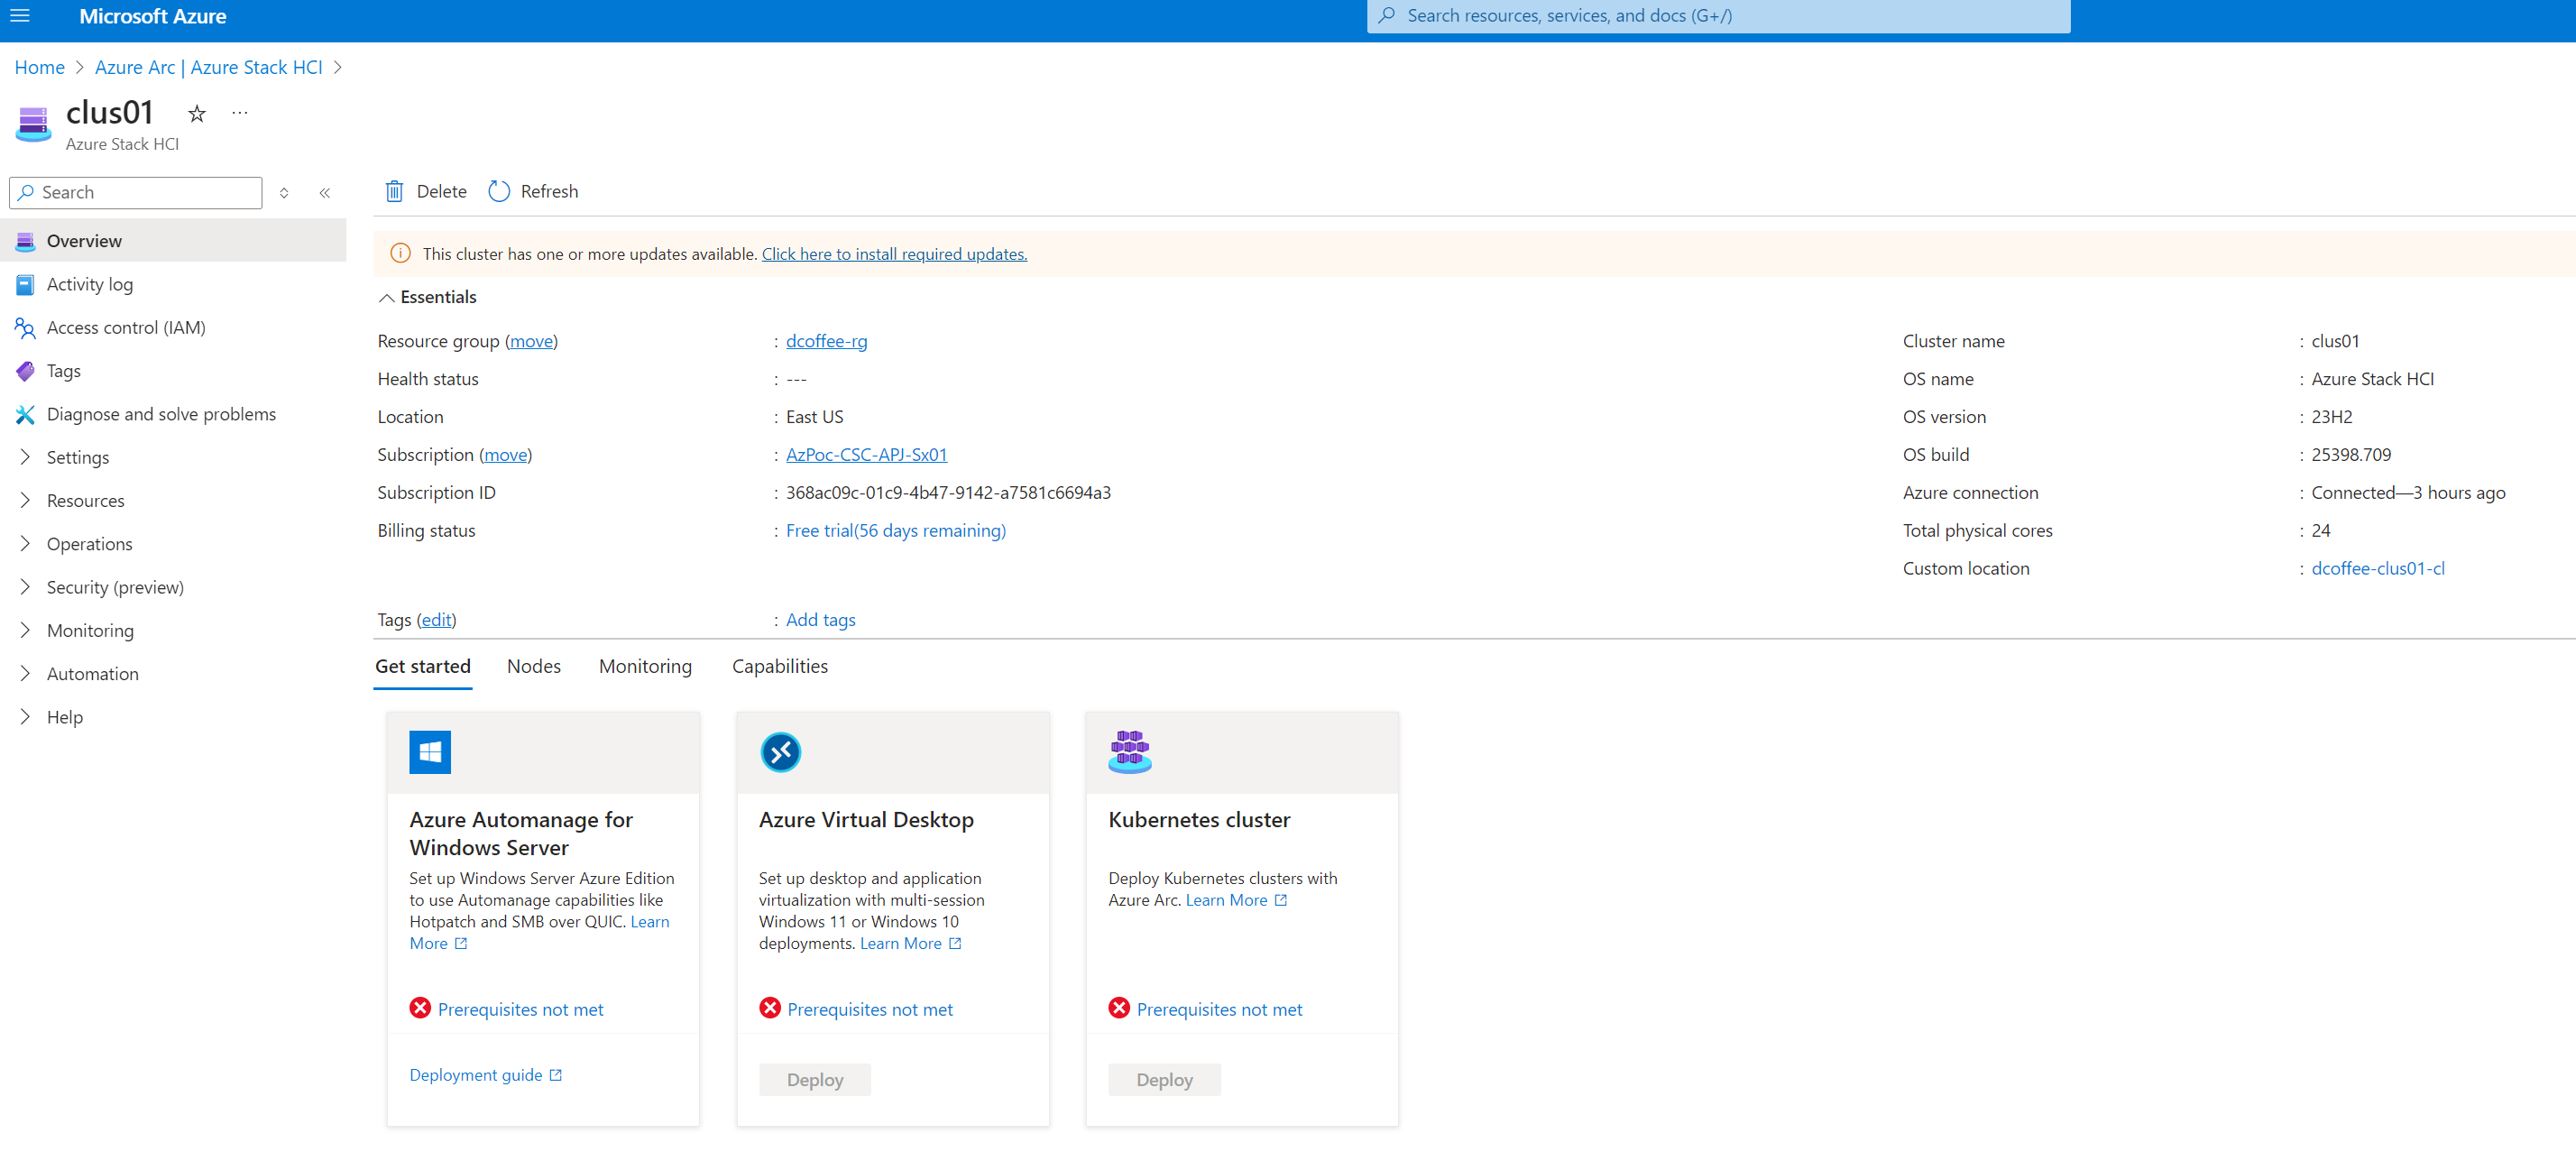 Microsoft Azure
Search resources, services, and docs (G+/)
Home > Azure Arc | Azure Stack HCI >
clus01
Azure Stack HCI
Search
Delete
Refresh
Overview
Activity log
Access control (IAM)
Tags
Diagnose and solve problems
Settings
Resources
Operations
Security (preview)
Monitoring
Automation
Help
This cluster has one or more updates available. Click here to install required updates.
Essentials
Resource group (move) : dcoffee-rg
Health status : ---
Location : East US
Subscription (move) : AzPoc-CSC-APJ-Sx01
Subscription ID : 368ac09c-01c9-4b47-9142-a7581c6694a3
Billing status : Free trial(56 days remaining)
Cluster name : clus01
OS name : Azure Stack HCI
OS version : 23H2
OS build : 25398.709
Azure connection : Connected—3 hours ago
Total physical cores : 24
Custom location : dcoffee-clus01-cl
Tags (edit) : Add tags
Get started
Nodes
Monitoring
Capabilities
Azure Automanage for
Windows Server
Set up Windows Server Azure Edition
to use Automanage capabilities like
Hotpatch and SMB over QUIC. Learn
More
Prerequisites not met
Deployment guide
Azure Virtual Desktop
Set up desktop and application
virtualization with multi-session
Windows 11 or Windows 10
deployments. Learn More
Prerequisites not met
Deploy
Kubernetes cluster
Deploy Kubernetes clusters with
Azure Arc. Learn More
Prerequisites not met
Deploy